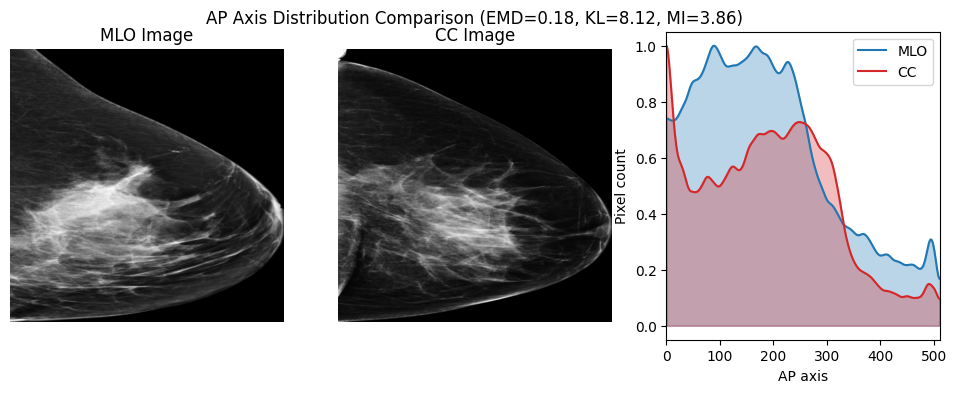 AP Axis Distribution Comparison (EMD=0.18, KL=8.12, MI=3.86)
MLO Image
CC Image
MLO
CC
Pixel count
1.0
0.8
0.6
0.4
0.2
0.0
0 100 200 300 400 500
AP axis